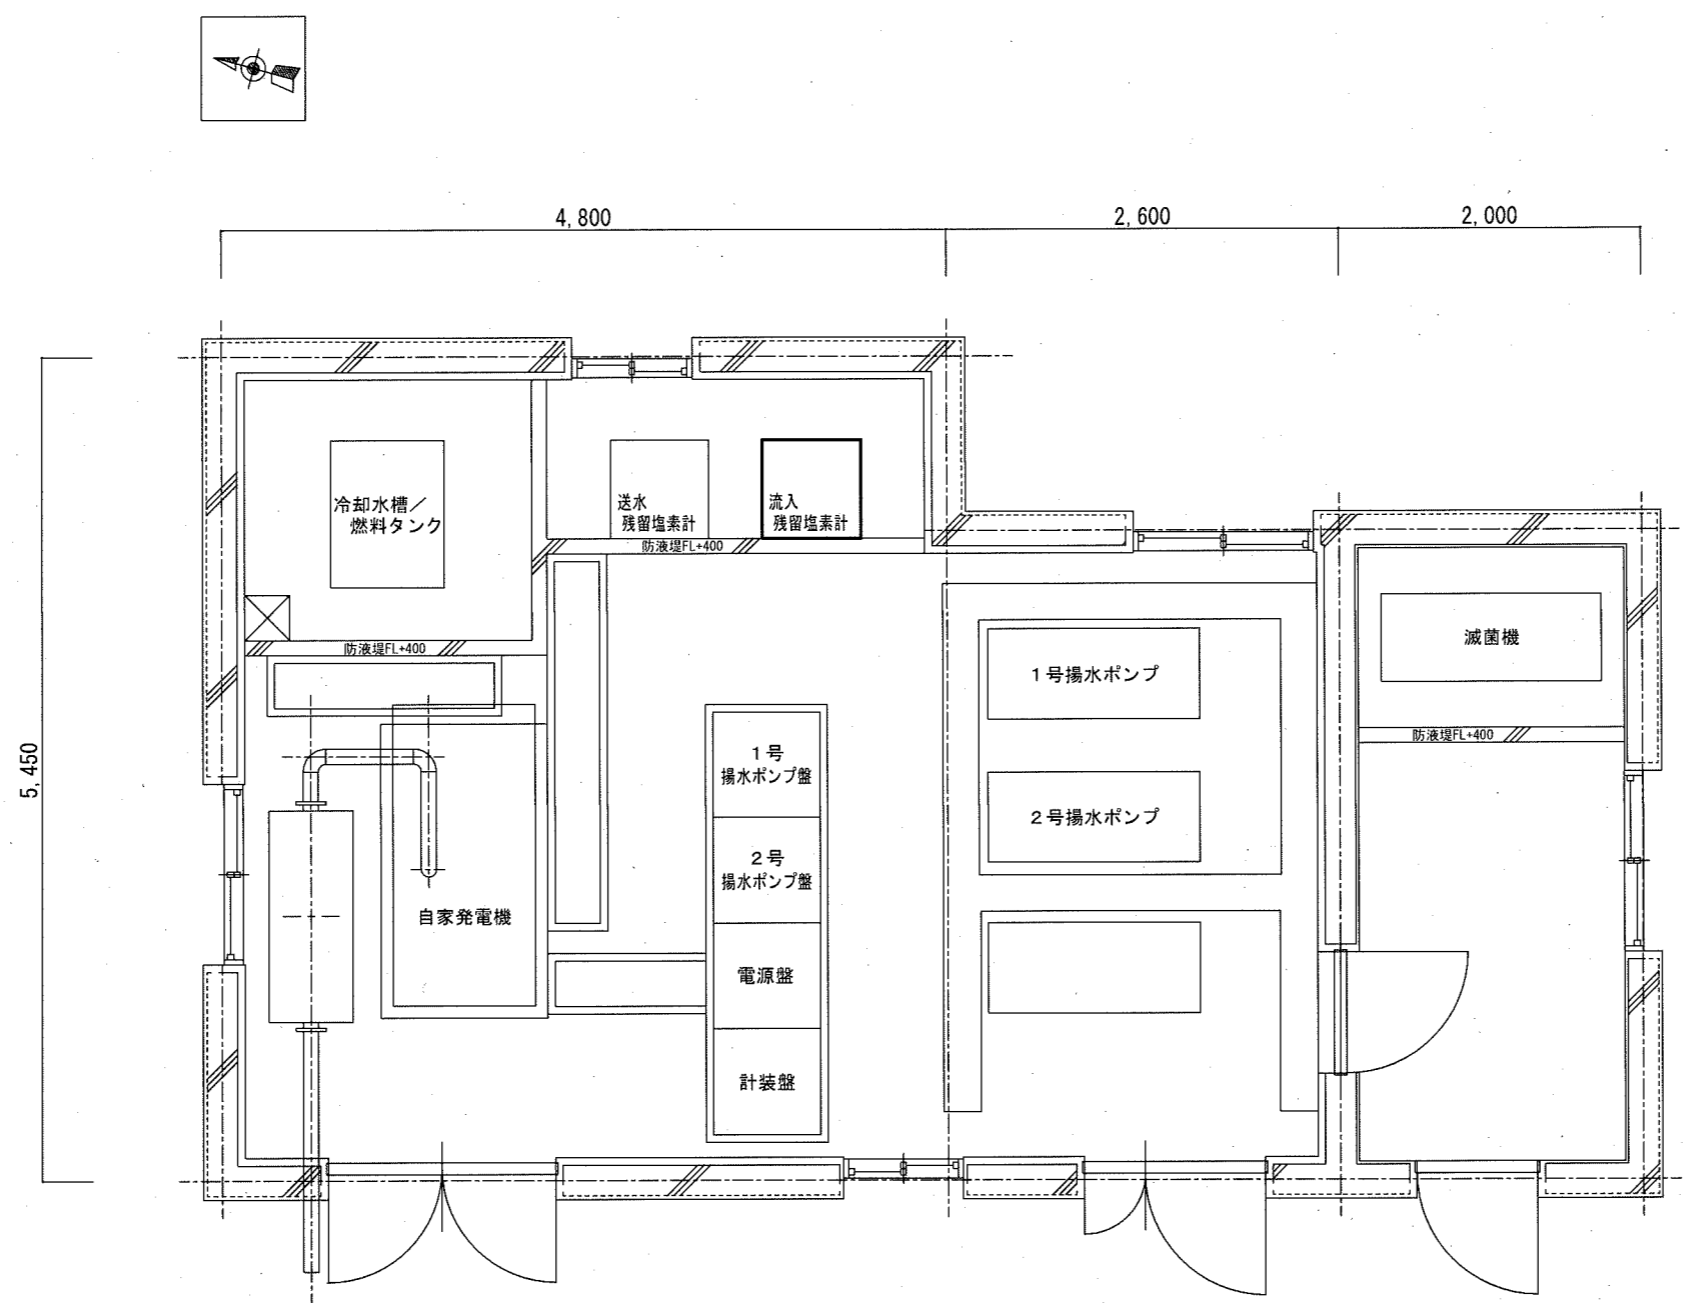 4,800
2,600
2,000
5,450
冷却水槽／
燃料タンク
送水
残留塩素計
流入
残留塩素計
防液堤FL+400
防液堤FL+400
滅菌機
防液堤FL+400
１号揚水ポンプ
２号揚水ポンプ
１号
揚水ポンプ盤
２号
揚水ポンプ盤
電源盤
計装盤
自家発電機